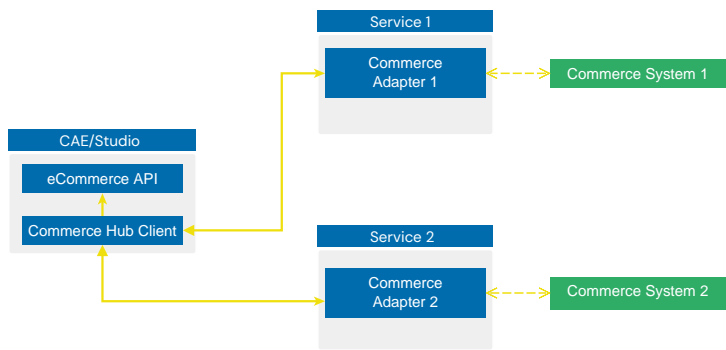 Service 1
Commerce
Adapter 1
Commerce System 1
CAE/Studio
eCommerce API
Commerce Hub Client
Service 2
Commerce
Adapter 2
Commerce System 2